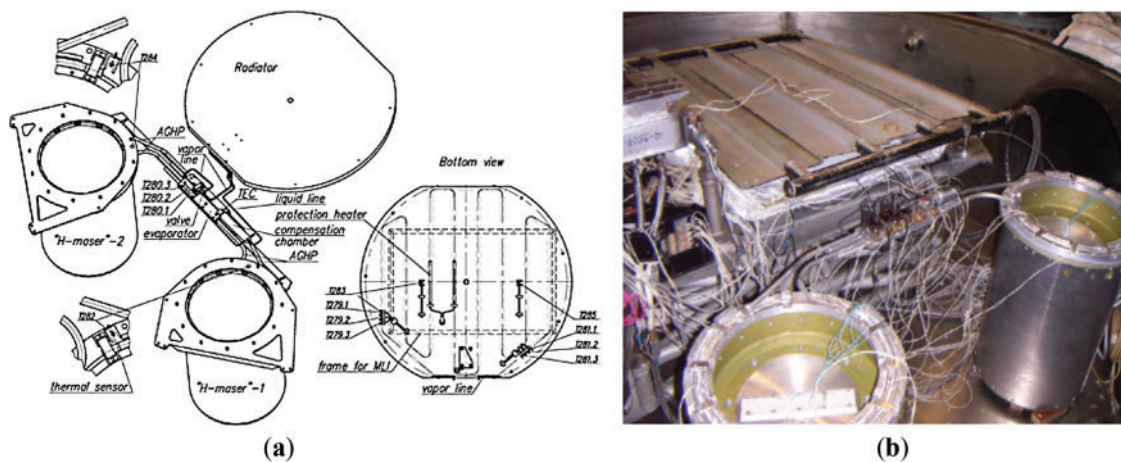 T284
Radiator
AGHP
vapor
line
Bottom view
T280.3
T280.2
T280.1
TEC
liquid line
valve
protection heater
evaporator
compensation
chamber
"H-maser"-2
AGHP
T283
T279.1
T279.2
T279.3
T285
T281.1
T281.2
T281.3
T282
frame for MLI
vapor line
thermal sensor
"H-maser"-1
(a)
(b)